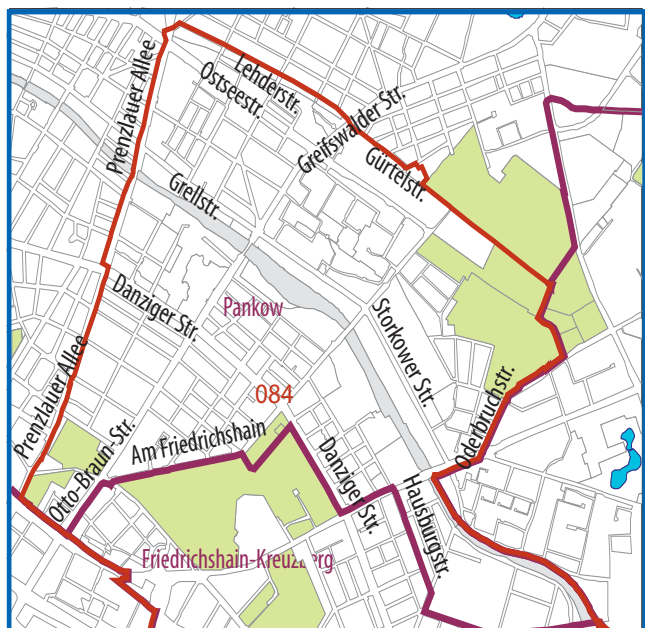 Prenzlauer Allee
Lehderstr.
Ostseestr.
Greifswalder Str.
Gürtelstr.
Grellstr.
Danziger Str.
Pankow
Storkower Str.
Prenzlauer Allee
084
Oderbruchstr.
Otto-Braun-Str.
Am Friedrichshain
Danziger Str.
Hausburgstr.
Friedrichshain-Kreuzberg